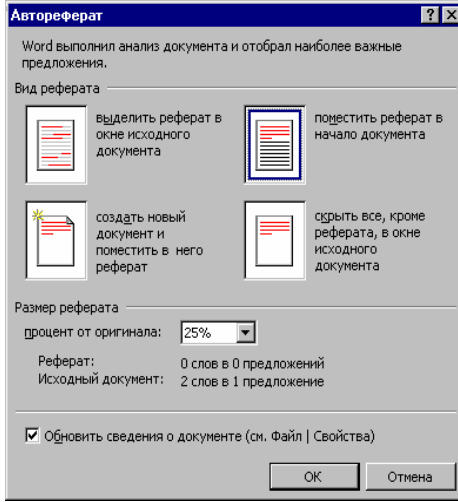 Автореферат
Word выполнил анализ документа и отобрал наиболее важные
предложения.
Вид реферата
выделить реферат в
окне исходного
документа
поместить реферат в
начало документа
создать новый
документ и
поместить в него
реферат
скрыть все, кроме
реферата, в окне
исходного
документа
Размер реферата
процент от оригинала: 25%
Реферат: 0 слов в 0 предложений
Исходный документ: 2 слов в 1 предложение
Обновить сведения о документе (см. Файл | Свойства)
ОК Отмена